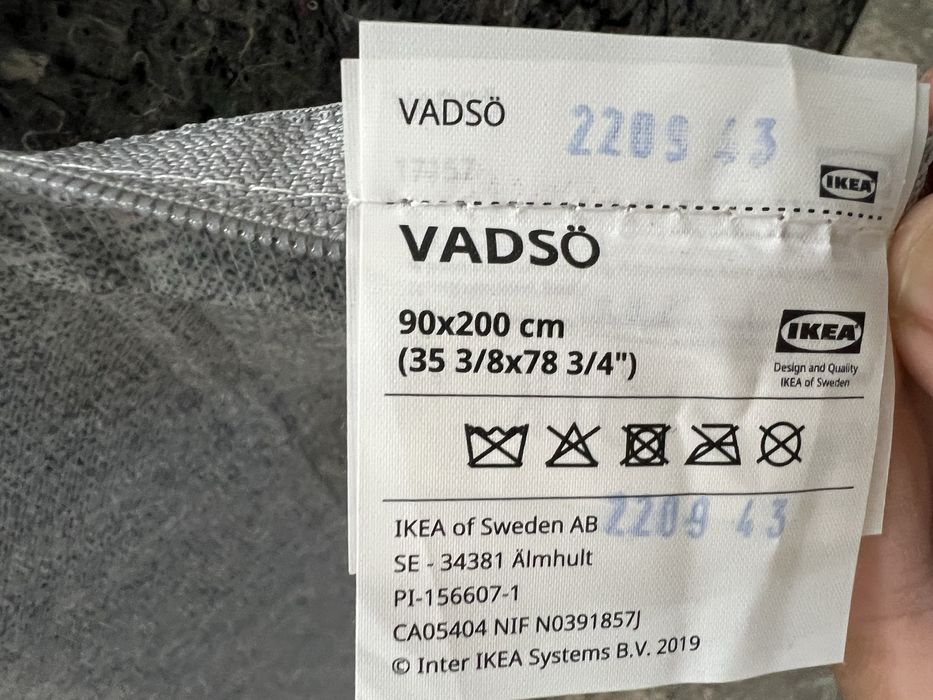 VADSÖ
2209 43
IKEA
VADSÖ
90x200 cm
(35 3/8x78 3/4")
IKEA
Design and Quality
IKEA of Sweden
IKEA of Sweden AB
2209 43
SE - 34381 Älmhult
PI-156607-1
CA05404 NIF N0391857J
© Inter IKEA Systems B.V. 2019